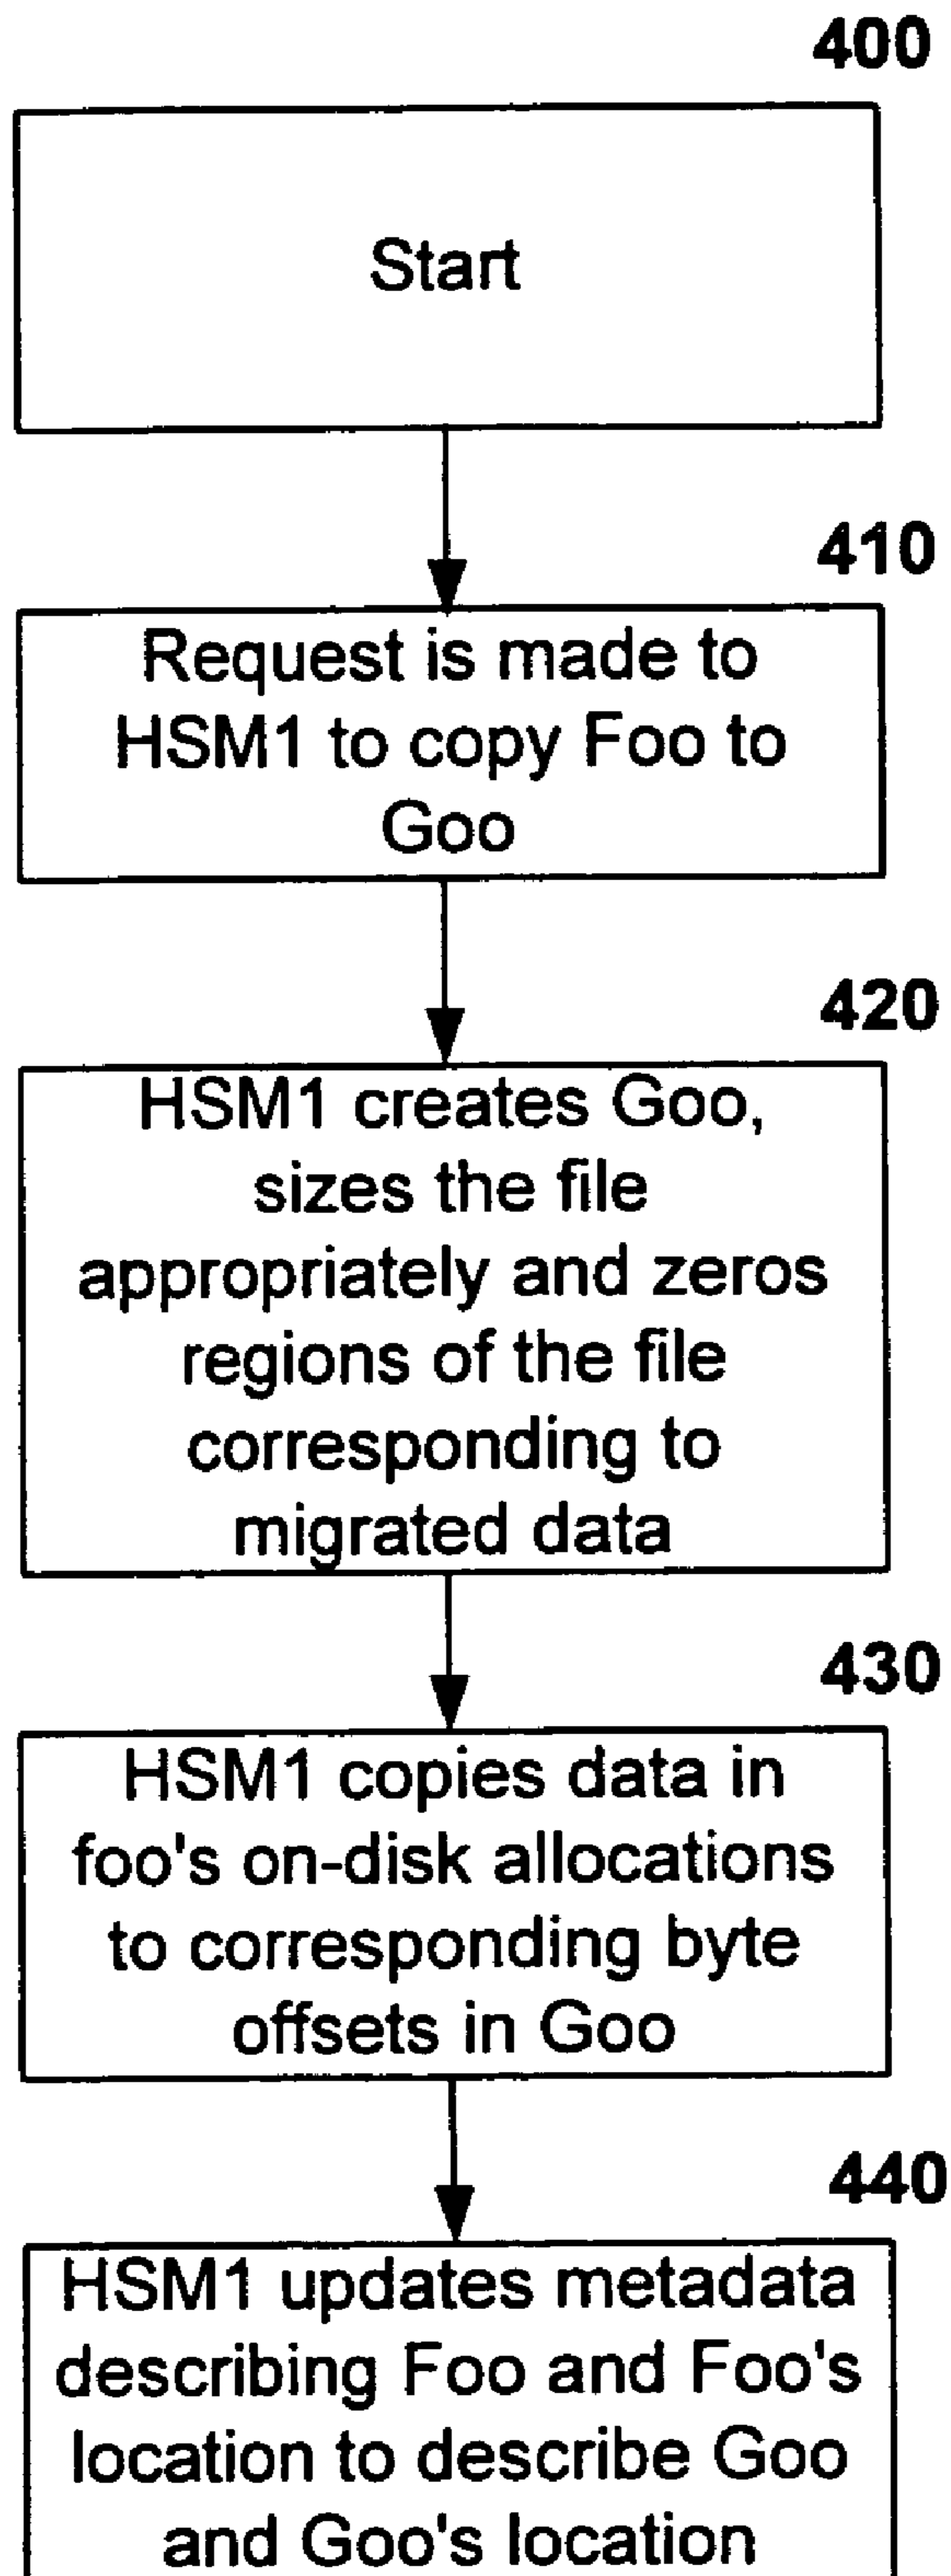 400
Start
410
Request is made to
HSM1 to copy Foo to
Goo
420
HSM1 creates Goo,
sizes the file
appropriately and zeros
regions of the file
corresponding to
migrated data
430
HSM1 copies data in
foo's on-disk allocations
to corresponding byte
offsets in Goo
440
HSM1 updates metadata
describing Foo and Foo's
location to describe Goo
and Goo's location